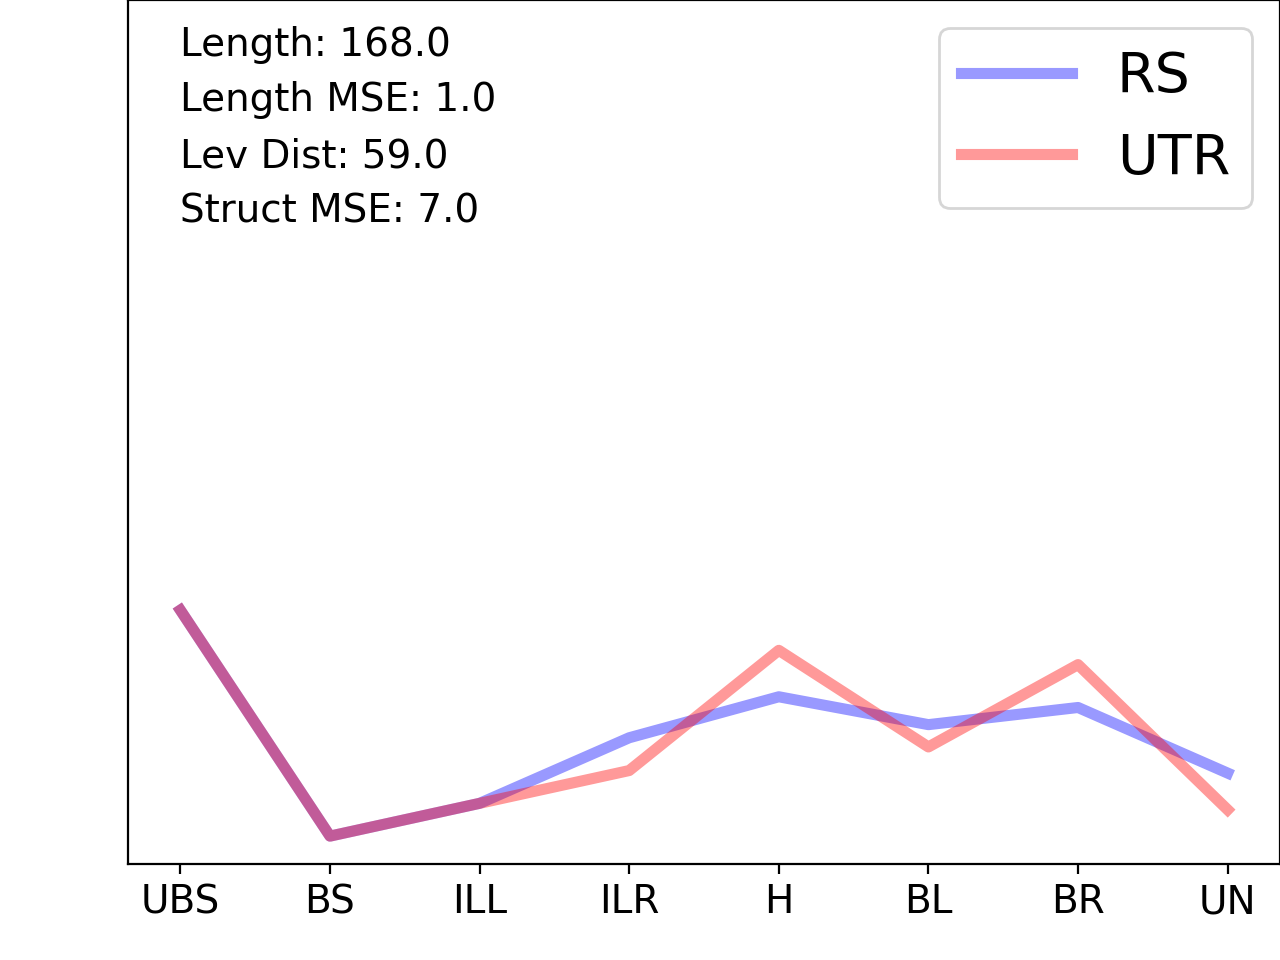 Length: 168.0
Length MSE: 1.0
Lev Dist: 59.0
Struct MSE: 7.0
RS
UTR
UBS BS ILL ILR H BL BR UN